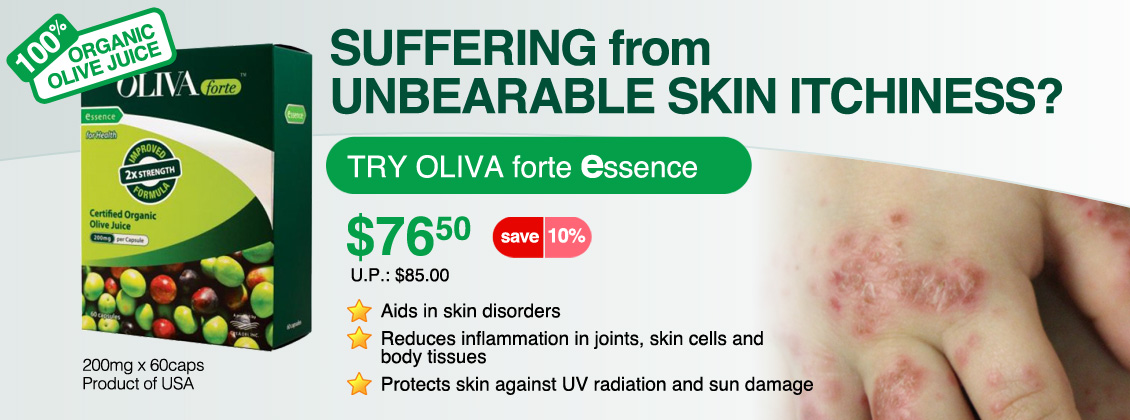 100%
ORGANIC
OLIVE JUICE
OLIVA forte™
essence
essence
for Health
IMPROVED
2x STRENGTH
FORMULA
Certified Organic
Olive Juice
200mg per Capsule
60 capsules
60 capsules
200mg x 60caps
Product of USA
SUFFERING from
UNBEARABLE SKIN ITCHINESS?
TRY OLIVA forte essence
$76 50
save 10%
U.P.: $85.00
Aids in skin disorders
Reduces inflammation in joints, skin cells and
body tissues
Protects skin against UV radiation and sun damage